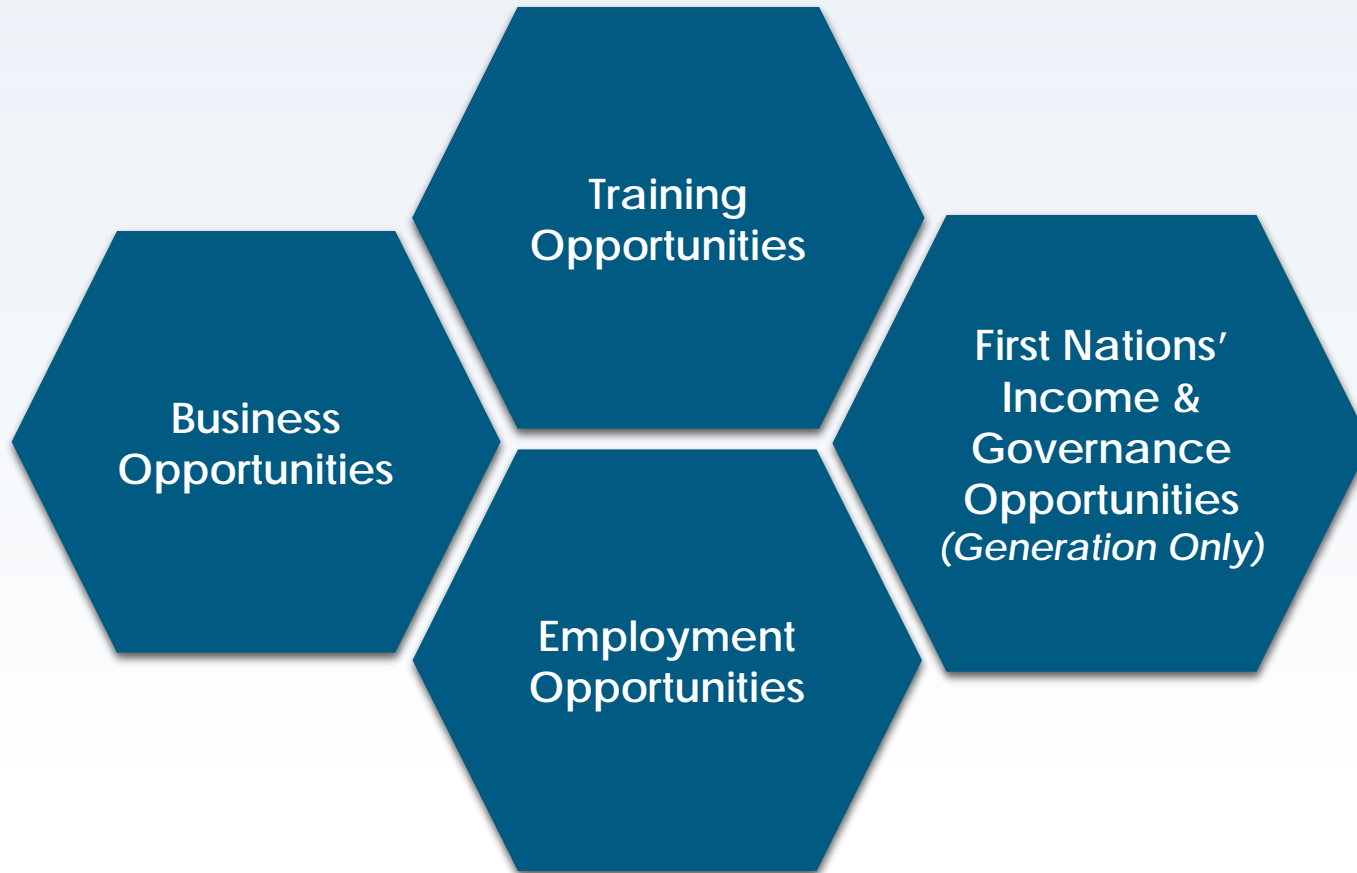 Training
Opportunities
Business
Opportunities
First Nations’
Income &
Governance
Opportunities
(Generation Only)
Employment
Opportunities